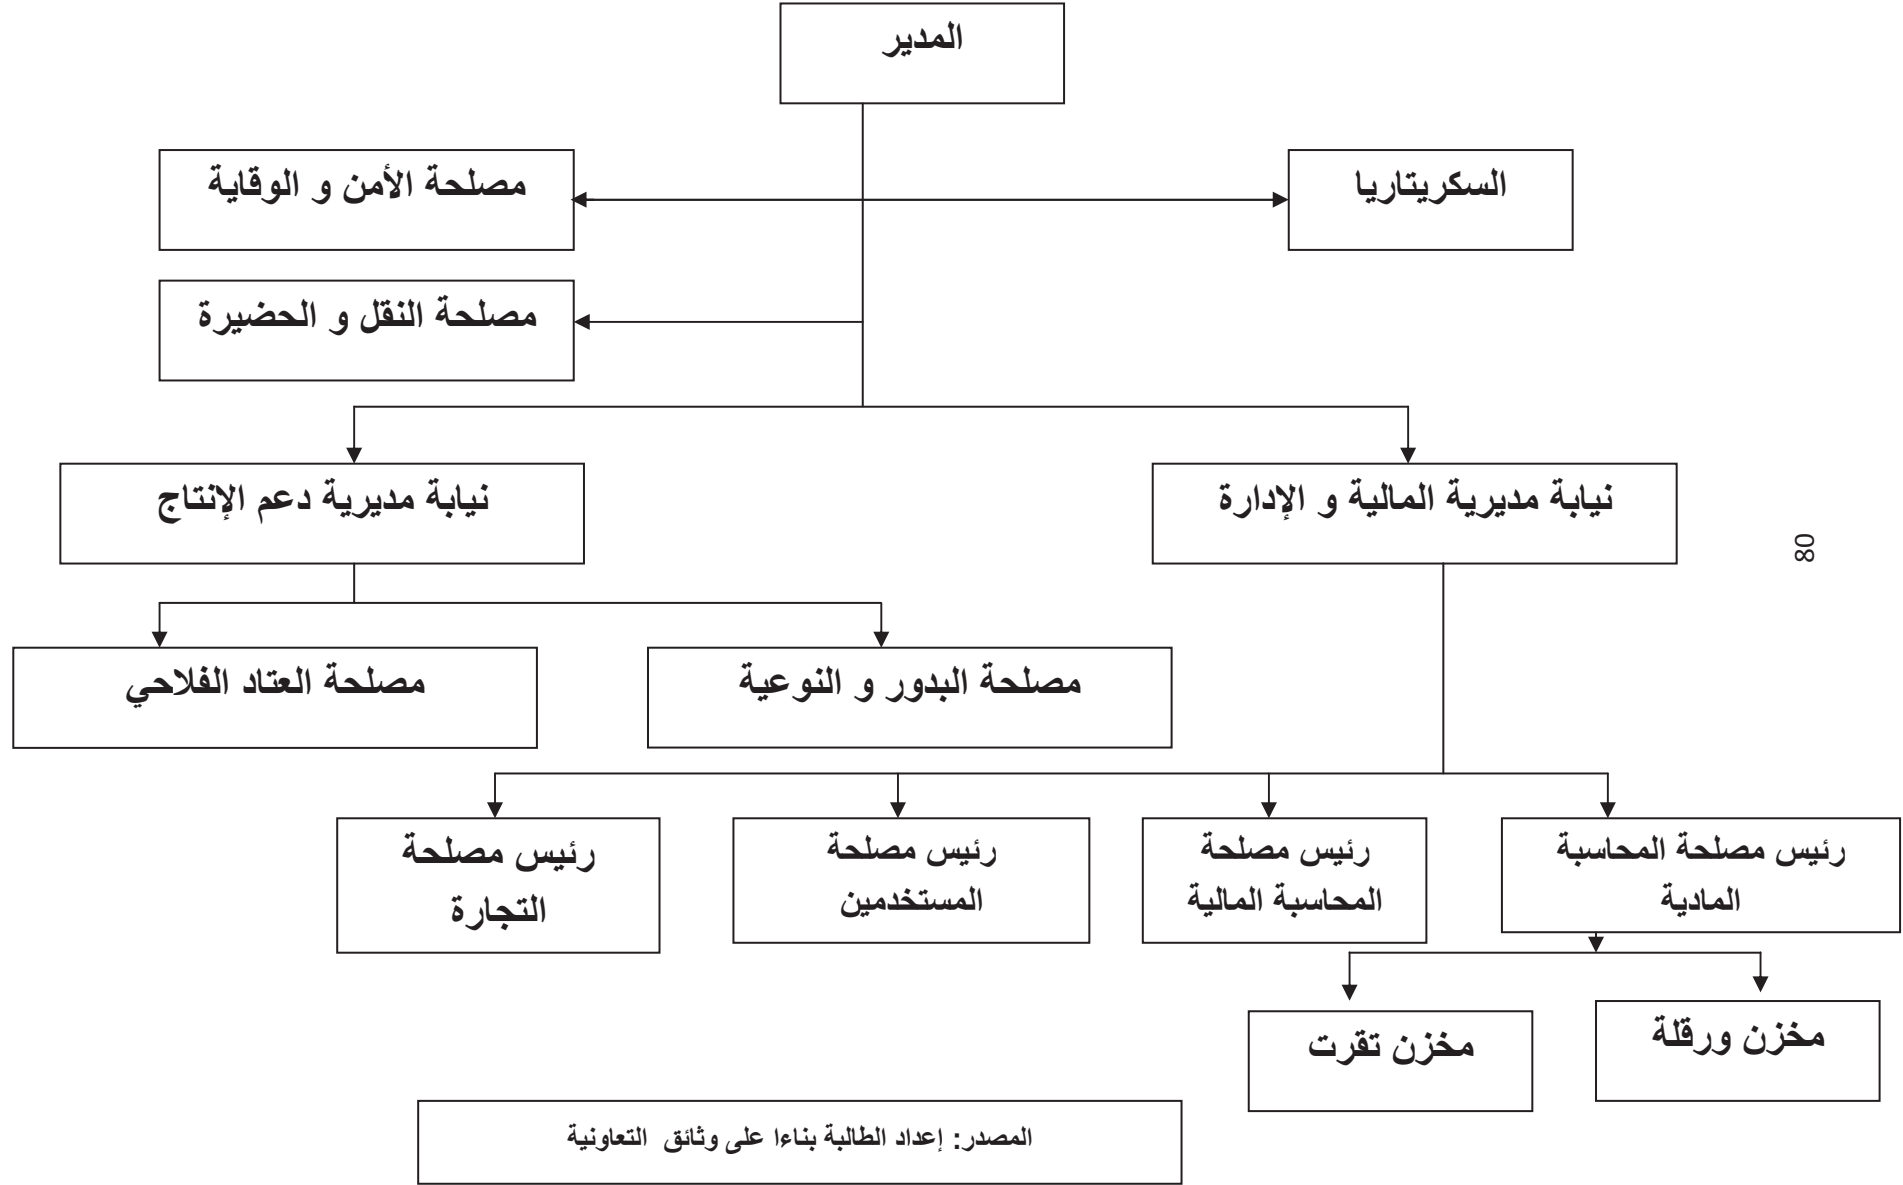 المدير
السكريتاريا
مصلحة الأمن و الوقاية
مصلحة النقل و الحضيرة
نيابة مديرية المالية و الإدارة
نيابة مديرية دعم الإنتاج
80
مصلحة البدور و النوعية
مصلحة العتاد الفلاحي
رئيس مصلحة المحاسبة
المادية
رئيس مصلحة
المحاسبة المالية
رئيس مصلحة
المستخدمين
رئيس مصلحة
التجارة
مخزن ورقلة
مخزن تقرت
المصدر: إعداد الطالبة بناءا على وثائق التعاونية